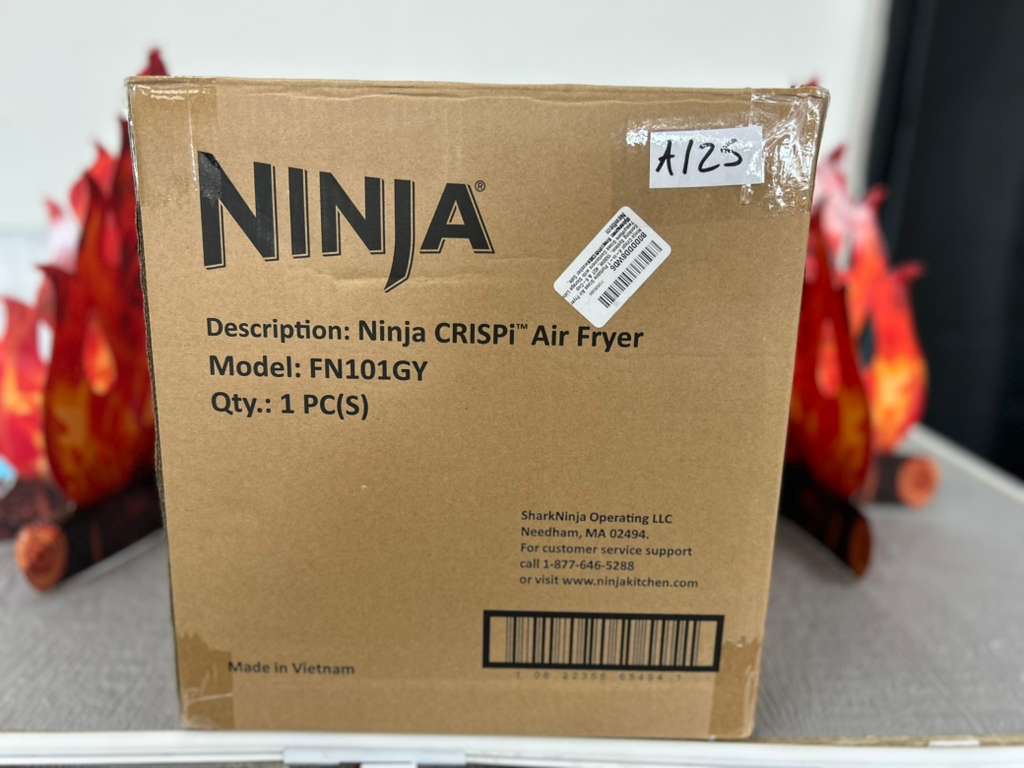 NINJA®
A125
Description: Ninja CRISPi™ Air Fryer
Model: FN101GY
Qty.: 1 PC(S)
SharkNinja Operating LLC
Needham, MA 02494.
For customer service support
call 1-877-646-5288
or visit www.ninjakitchen.com
Made in Vietnam